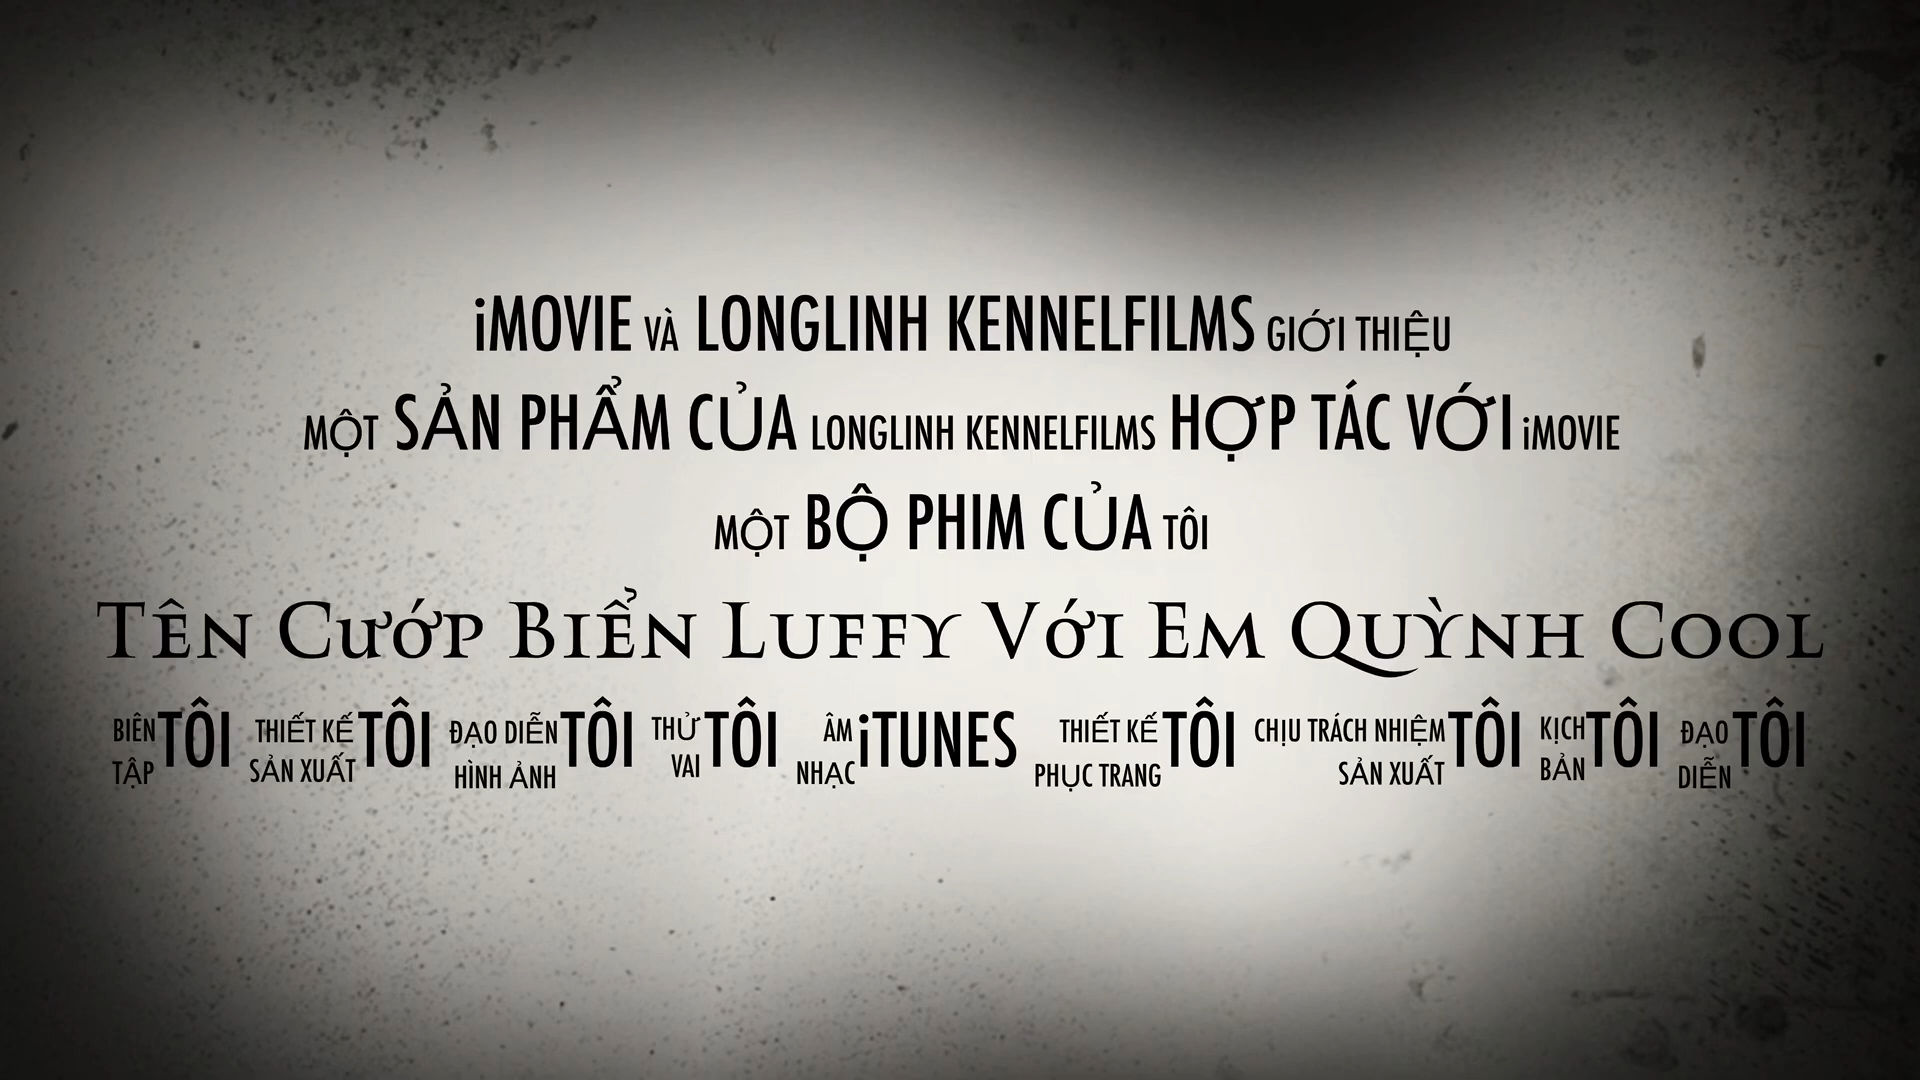 iMOVIE VÀ LONGLINH KENNELFILMS GIỚI THIỆU
MỘT SẢN PHẨM CỦA LONGLINH KENNELFILMS HỢP TÁC VỚI iMOVIE
MỘT BỘ PHIM CỦA TÔI
TÊN CƯỚP BIỂN LUFFY VỚI EM QUỲNH COOL
BIÊN TẬP TÔI THIẾT KẾ SẢN XUẤT TÔI ĐẠO DIỄN HÌNH ẢNH TÔI THỬ VAI TÔI ÂM NHẠC iTUNES THIẾT KẾ PHỤC TRANG TÔI CHỊU TRÁCH NHIỆM SẢN XUẤT TÔI KỊCH BẢN TÔI ĐẠO DIỄN TÔI